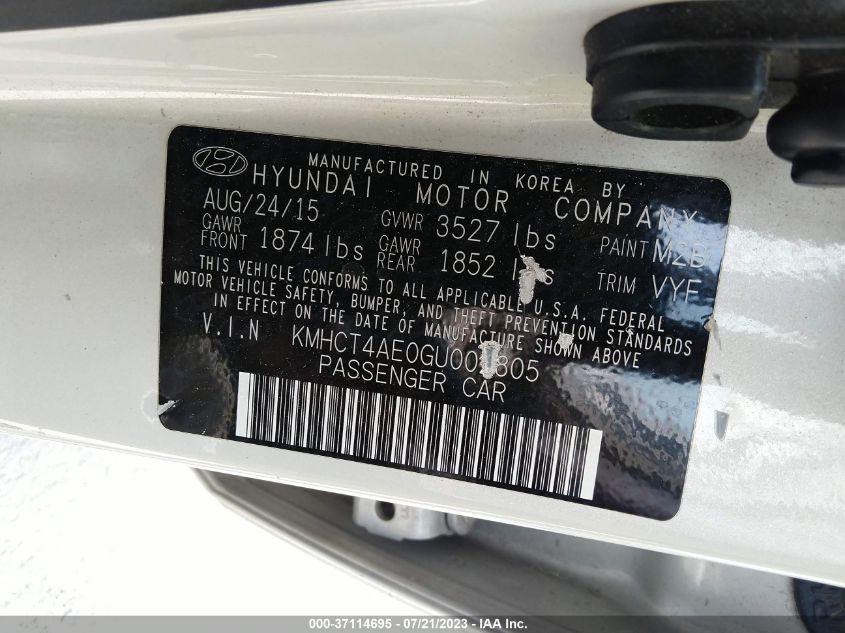 MANUFACTURED IN KOREA BY
HYUNDAI MOTOR COMPANY
AUG/24/15 GVWR 3527 lbs PAINT M2B
GAWR FRONT 1874 lbs GAWR REAR 1852 TRIM VYF
THIS VEHICLE CONFORMS TO ALL APPLICABLE U.S.A. FEDERAL
MOTOR VEHICLE SAFETY, BUMPER, AND THEFT PREVENTION STANDARDS
IN EFFECT ON THE DATE OF MANUFACTURE SHOWN ABOVE
V.I.N
PASSENGER CAR
000-37114695 - 07/21/2023 - IAA Inc.